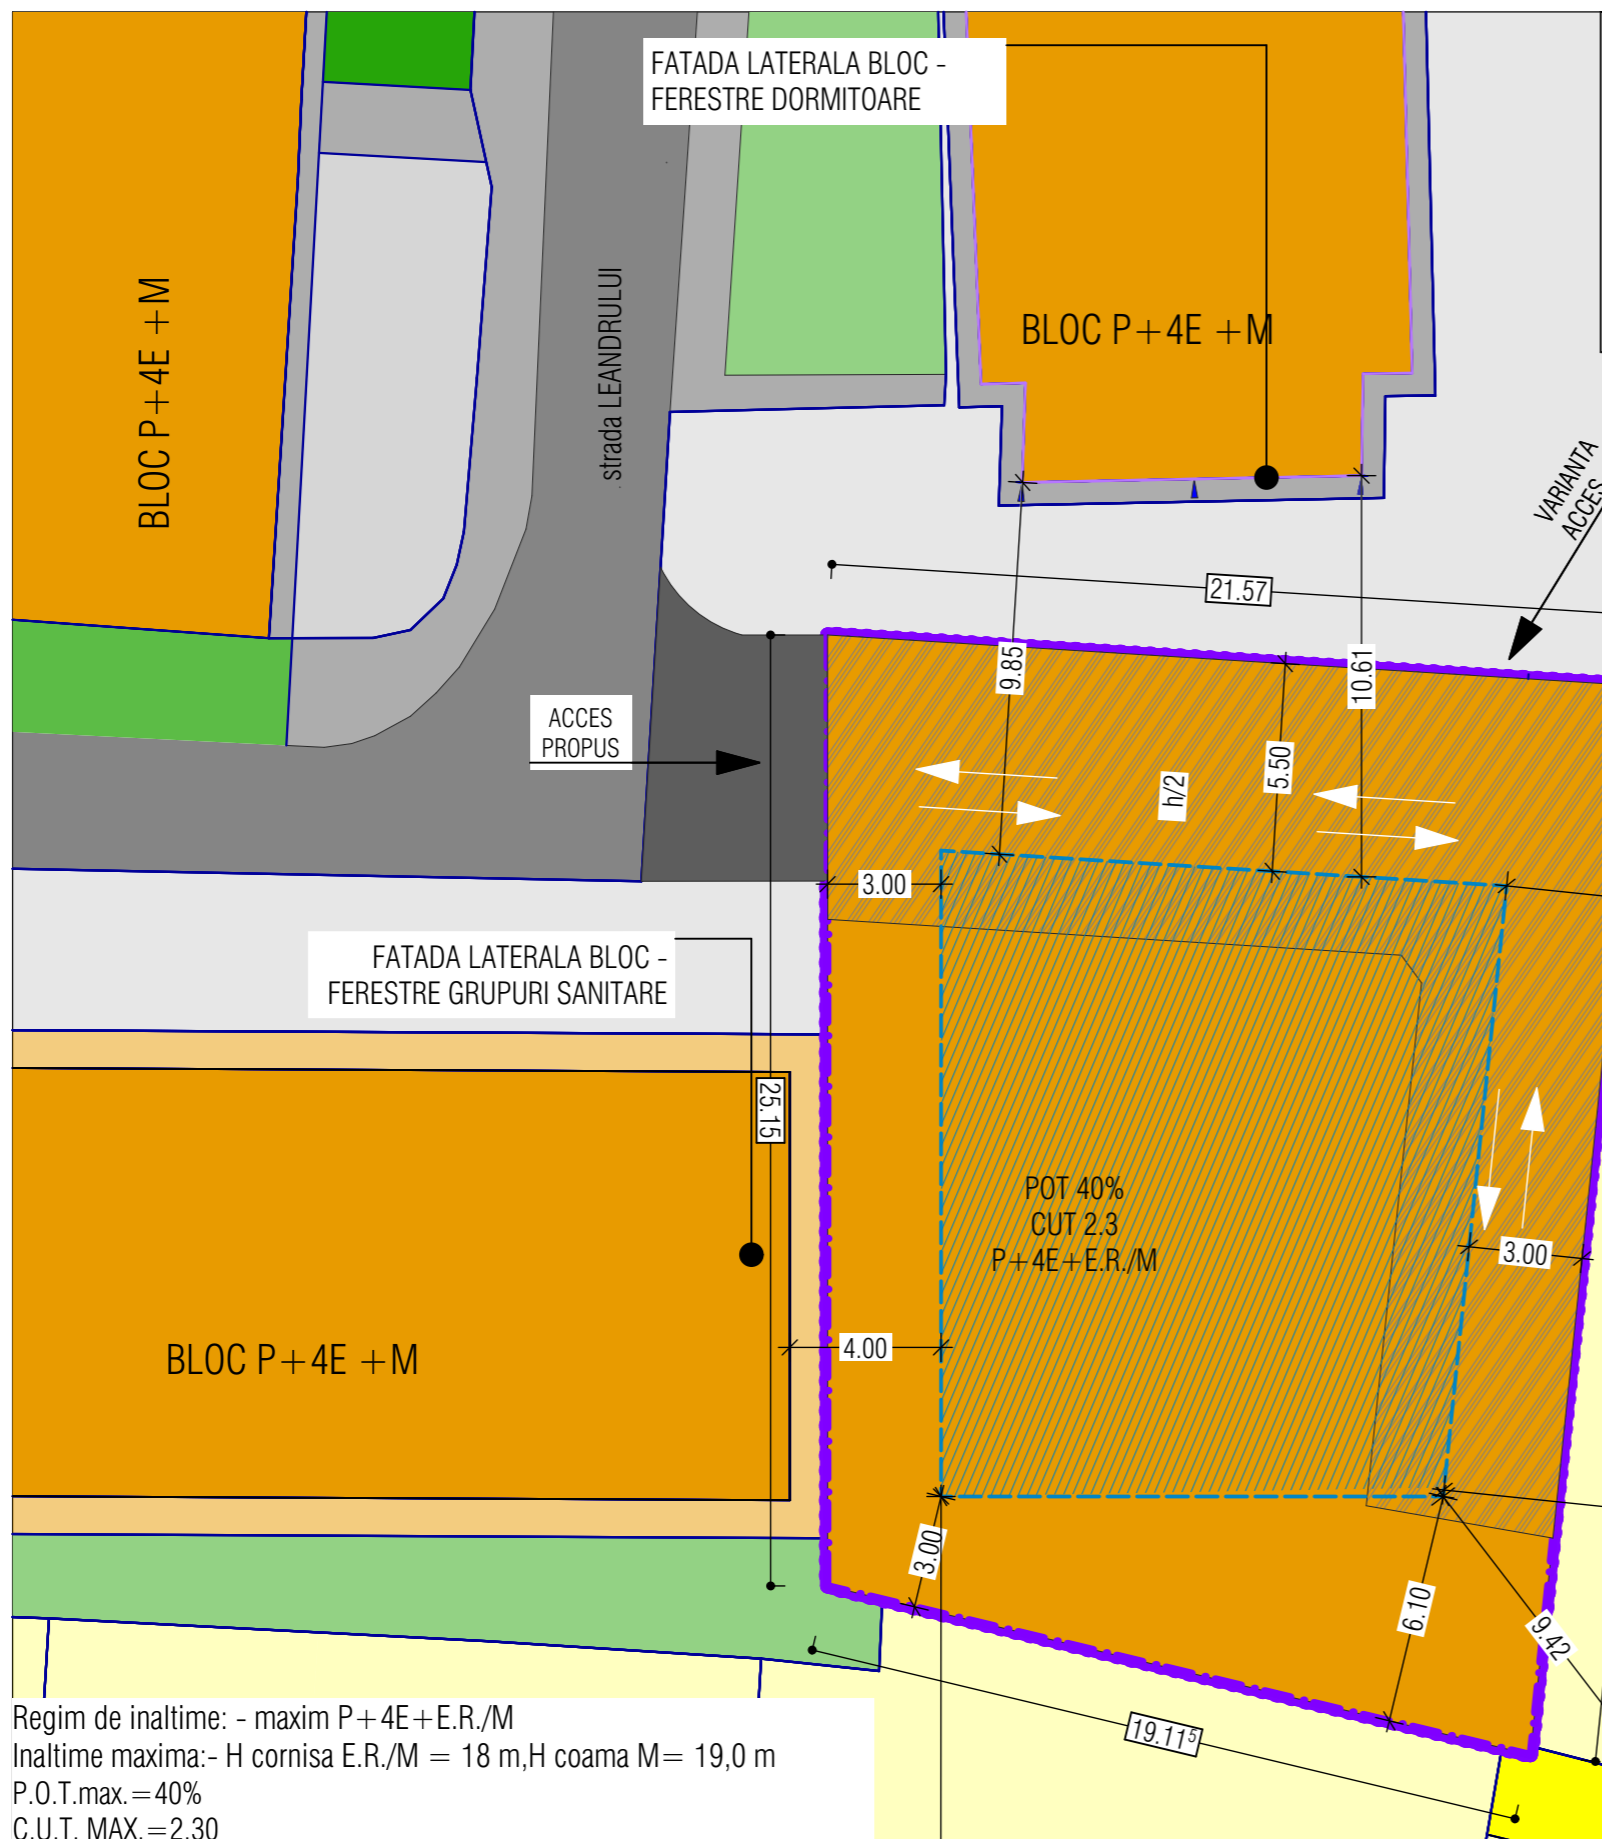 FATADA LATERALA BLOC -
FERESTRE DORMITOARE
BLOC P+4E +M
strada LEANDRULUI
BLOC P+4E +M
VARIANTA
ACCES
21.57
9.85
10.61
5.50
h/2
ACCES
PROPUS
3.00
FATADA LATERALA BLOC -
FERESTRE GRUPURI SANITARE
25.15
POT 40%
CUT 2.3
P+4E+E.R./M
3.00
4.00
BLOC P+4E +M
3.00
6.10
9.42
19.11⁵
Regim de inaltime: - maxim P+4E+E.R./M
Inaltime maxima:- H cornisa E.R./M = 18 m,H coama M= 19,0 m
P.O.T.max.=40%
C.U.T. MAX.=2.30